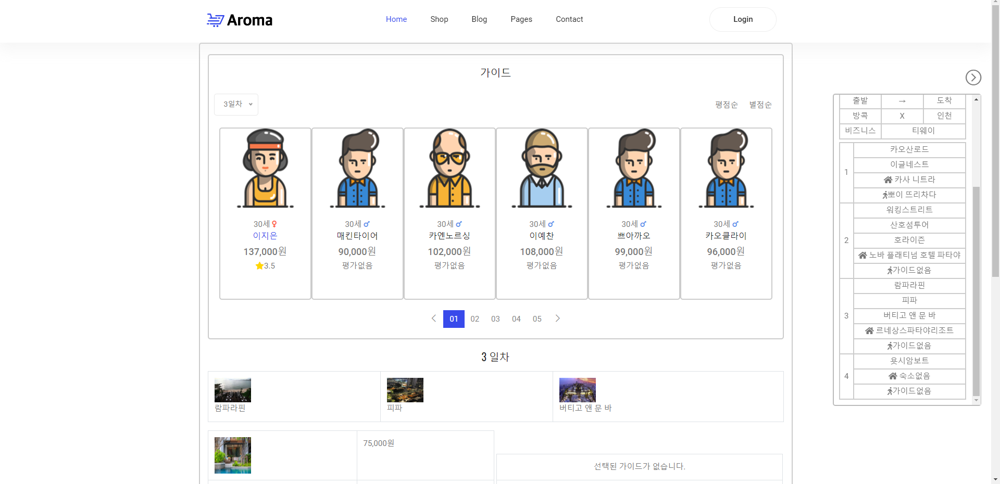 Aroma
Home Shop Blog Pages Contact
Login
가이드
3일차
평점순 별점순
30세
이지은
137,000원
3.5
30세
매킨타이어
90,000원
평가없음
30세
카엔노르싱
102,000원
평가없음
30세
이예찬
108,000원
평가없음
30세
쁘아까오
99,000원
평가없음
30세
카오클라이
96,000원
평가없음
01 02 03 04 05
3 일차
람파라핀 피파 버티고 앤 문 바
75,000원
선택된 가이드가 없습니다.
출발 → 도착
방콕 X 인천
비즈니스 티웨이
1
카오산로드
이글네스트
카사 니트라
뽀이 뜨리차다
2
워킹스트리트
산호섬투어
호라이즌
노바 플래티넘 호텔 파타야
가이드없음
3
람파라핀
피파
버티고 앤 문 바
르네상스파타야리조트
가이드없음
4
욧시암보트
숙소없음
가이드없음